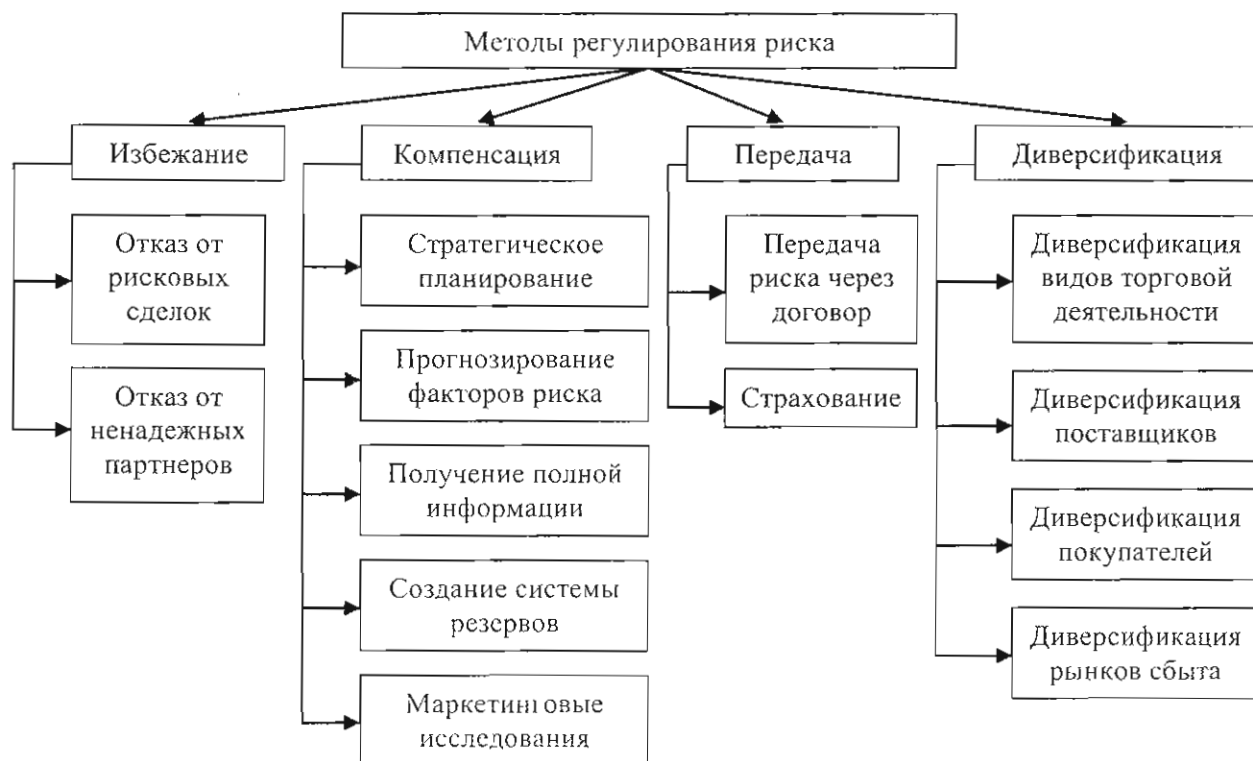 Методы регулирования риска
Избежание
Отказ от
рисковых
сделок
Отказ от
ненадежных
партнеров
Компенсация
Стратегическое
планирование
Прогнозирование
факторов риска
Получение полной
информации
Создание системы
резервов
Маркетинговые
исследования
Передача
Передача
риска через
договор
Страхование
Диверсификация
Диверсификация
видов торговой
деятельности
Диверсификация
поставщиков
Диверсификация
покупателей
Диверсификация
рынков сбыта